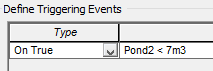 Define Triggering Events
Type
On True Pond2 < 7m3